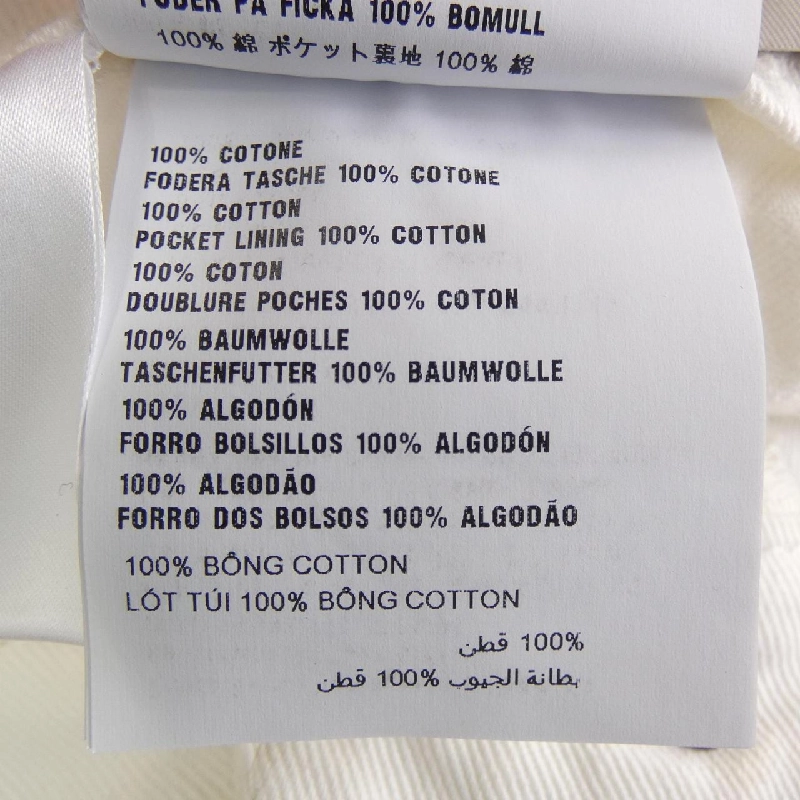 FODER PÅ FICKA 100% BOMULL
100% 綿 ポケット裏地 100% 綿
100% COTONE
FODERA TASCHE 100% COTONE
100% COTTON
POCKET LINING 100% COTTON
100% COTON
DOUBLURE POCHES 100% COTON
100% BAUMWOLLE
TASCHENFUTTER 100% BAUMWOLLE
100% ALGODÓN
FORRO BOLSILLOS 100% ALGODÓN
100% ALGODÃO
FORRO DOS BOLSOS 100% ALGODÃO
100% BÔNG COTTON
LÓT TÚI 100% BÔNG COTTON
100% قطن
بطانة الجيوب 100% قطن